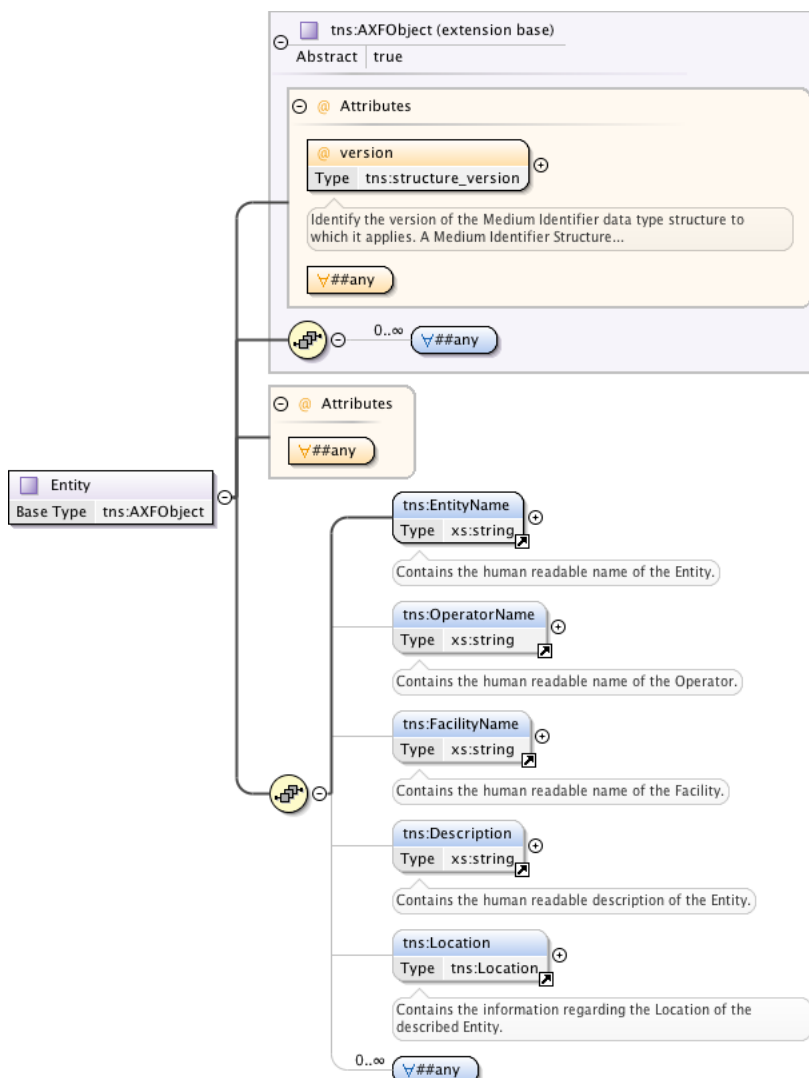 tns:AXFObject (extension base)
Abstract true
@ Attributes
@ version
Type tns:structure_version
Identify the version of the Medium Identifier data type structure to
which it applies. A Medium Identifier Structure...
∀##any
0..∞ ∀##any
@ Attributes
∀##any
Entity
Base Type tns:AXFObject
tns:EntityName
Type xs:string
Contains the human readable name of the Entity.
tns:OperatorName
Type xs:string
Contains the human readable name of the Operator.
tns:FacilityName
Type xs:string
Contains the human readable name of the Facility.
tns:Description
Type xs:string
Contains the human readable description of the Entity.
tns:Location
Type tns:Location
Contains the information regarding the Location of the
described Entity.
0..∞ ∀##any